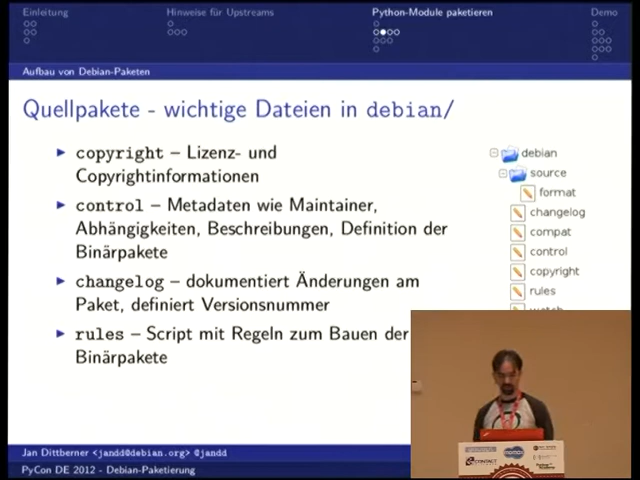 Einleitung
Hinweise für Upstreams
Python-Module paketieren
Demo
Aufbau von Debian-Paketen
Quellpakete - wichtige Dateien in debian/
copyright – Lizenz- und
Copyrightinformationen
control – Metadaten wie Maintainer,
Abhängigkeiten, Beschreibungen, Definition der
Binärpakete
changelog – dokumentiert Änderungen am
Paket, definiert Versionsnummer
rules – Script mit Regeln zum Bauen der
Binärpakete
debian
source
format
changelog
compat
control
copyright
rules
Jan Dittberner <jandd@debian.org> @jandd
PyCon DE 2012 - Debian-Paketierung
CONTACT